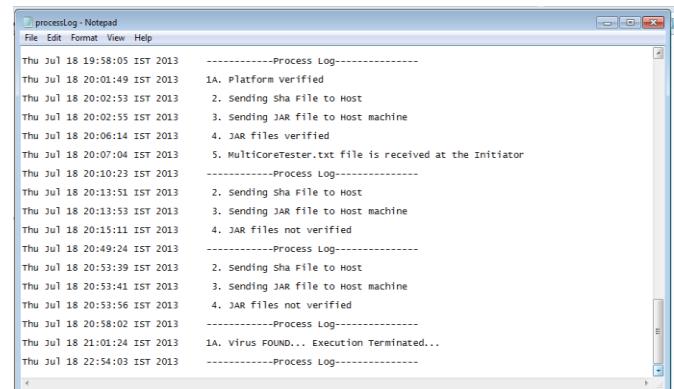 processLog - Notepad
File Edit Format View Help
Thu Jul 18 19:58:05 IST 2013 ------------Process Log---------------
Thu Jul 18 20:01:49 IST 2013 1A. Platform Verified
Thu Jul 18 20:02:53 IST 2013 2. Sending Sha File to Host
Thu Jul 18 20:02:55 IST 2013 3. Sending JAR file to Host machine
Thu Jul 18 20:06:14 IST 2013 4. JAR files verified
Thu Jul 18 20:07:04 IST 2013 5. MultiCoreTester.txt file is received at the Initiator
Thu Jul 18 20:10:23 IST 2013 ------------Process Log---------------
Thu Jul 18 20:13:51 IST 2013 2. Sending Sha File to Host
Thu Jul 18 20:13:53 IST 2013 3. Sending JAR file to Host machine
Thu Jul 18 20:15:11 IST 2013 4. JAR files not verified
Thu Jul 18 20:49:24 IST 2013 ------------Process Log---------------
Thu Jul 18 20:53:39 IST 2013 2. Sending Sha File to Host
Thu Jul 18 20:53:41 IST 2013 3. Sending JAR file to Host machine
Thu Jul 18 20:53:56 IST 2013 4. JAR files not verified
Thu Jul 18 20:58:02 IST 2013 ------------Process Log---------------
Thu Jul 18 21:01:24 IST 2013 1A. Virus FOUND... Execution Terminated...
Thu Jul 18 22:54:03 IST 2013 ------------Process Log---------------